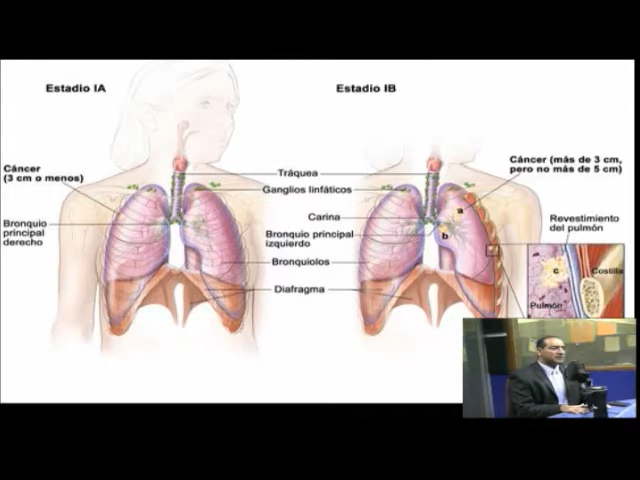 Estadio IA
Estadio IB
Cáncer
(3 cm o menos)
Bronquio
principal
derecho
Tráquea
Ganglios linfáticos
Carina
Bronquio principal
izquierdo
Bronquiolos
Diafragma
Cáncer (más de 3 cm,
pero no más de 5 cm)
a
b
Revestimiento
del pulmón
c
Costilla
Pulmón